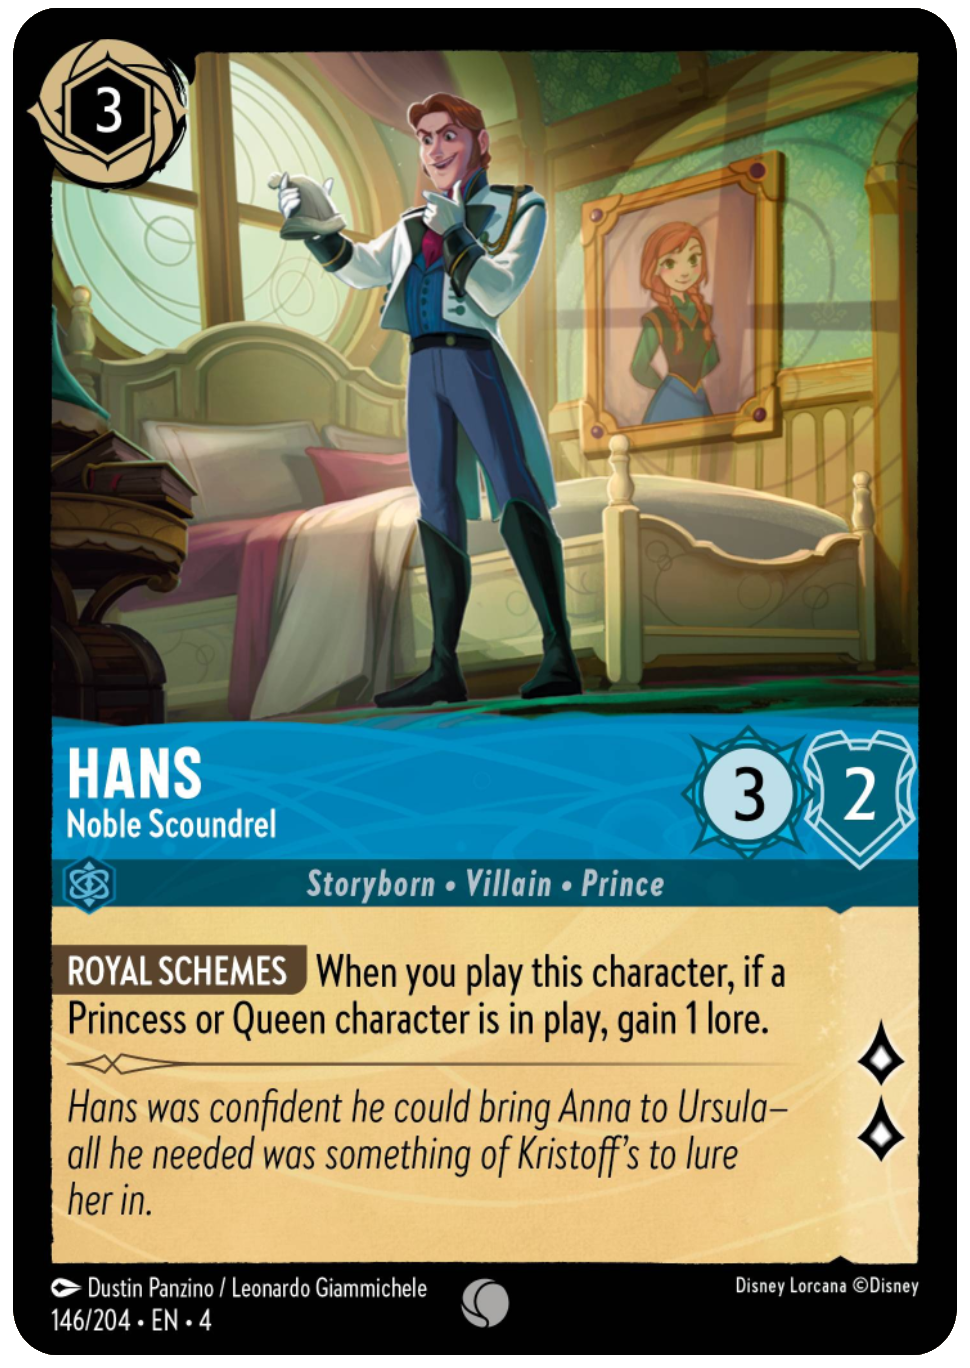 3
HANS
Noble Scoundrel
3
2
Storyborn • Villain • Prince
ROYAL SCHEMES When you play this character, if a
Princess or Queen character is in play, gain 1 lore.
Hans was confident he could bring Anna to Ursula–
all he needed was something of Kristoff's to lure
her in.
Dustin Panzino / Leonardo Giammichele
Disney Lorcana ©Disney
146/204 • EN • 4